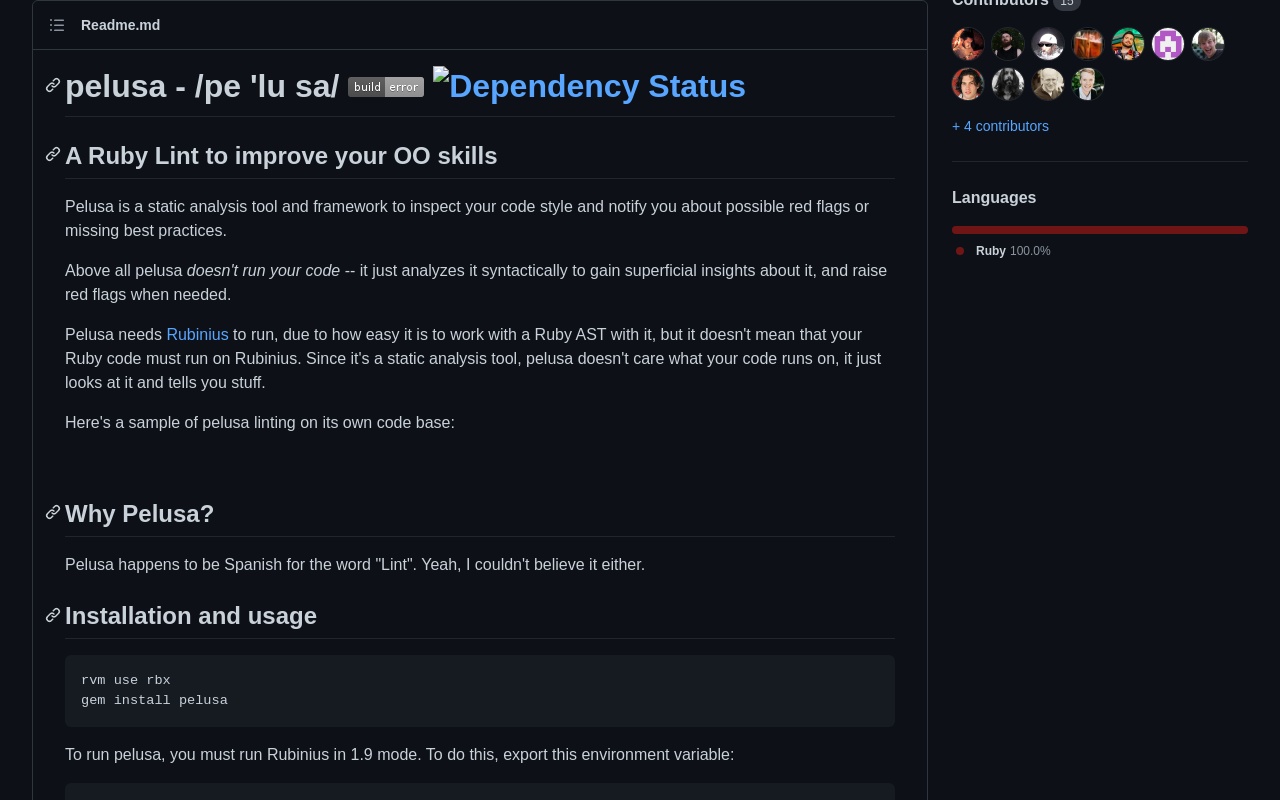 Readme.md
pelusa - /pe 'lu sa/ build error Dependency Status
A Ruby Lint to improve your OO skills
Pelusa is a static analysis tool and framework to inspect your code style and notify you about possible red flags or
missing best practices.
Above all pelusa doesn't run your code -- it just analyzes it syntactically to gain superficial insights about it, and raise
red flags when needed.
Pelusa needs Rubinius to run, due to how easy it is to work with a Ruby AST with it, but it doesn't mean that your
Ruby code must run on Rubinius. Since it's a static analysis tool, pelusa doesn't care what your code runs on, it just
looks at it and tells you stuff.
Here's a sample of pelusa linting on its own code base:
Why Pelusa?
Pelusa happens to be Spanish for the word "Lint". Yeah, I couldn't believe it either.
Installation and usage
rvm use rbx
gem install pelusa
To run pelusa, you must run Rubinius in 1.9 mode. To do this, export this environment variable:
Contributors 15
+ 4 contributors
Languages
Ruby 100.0%